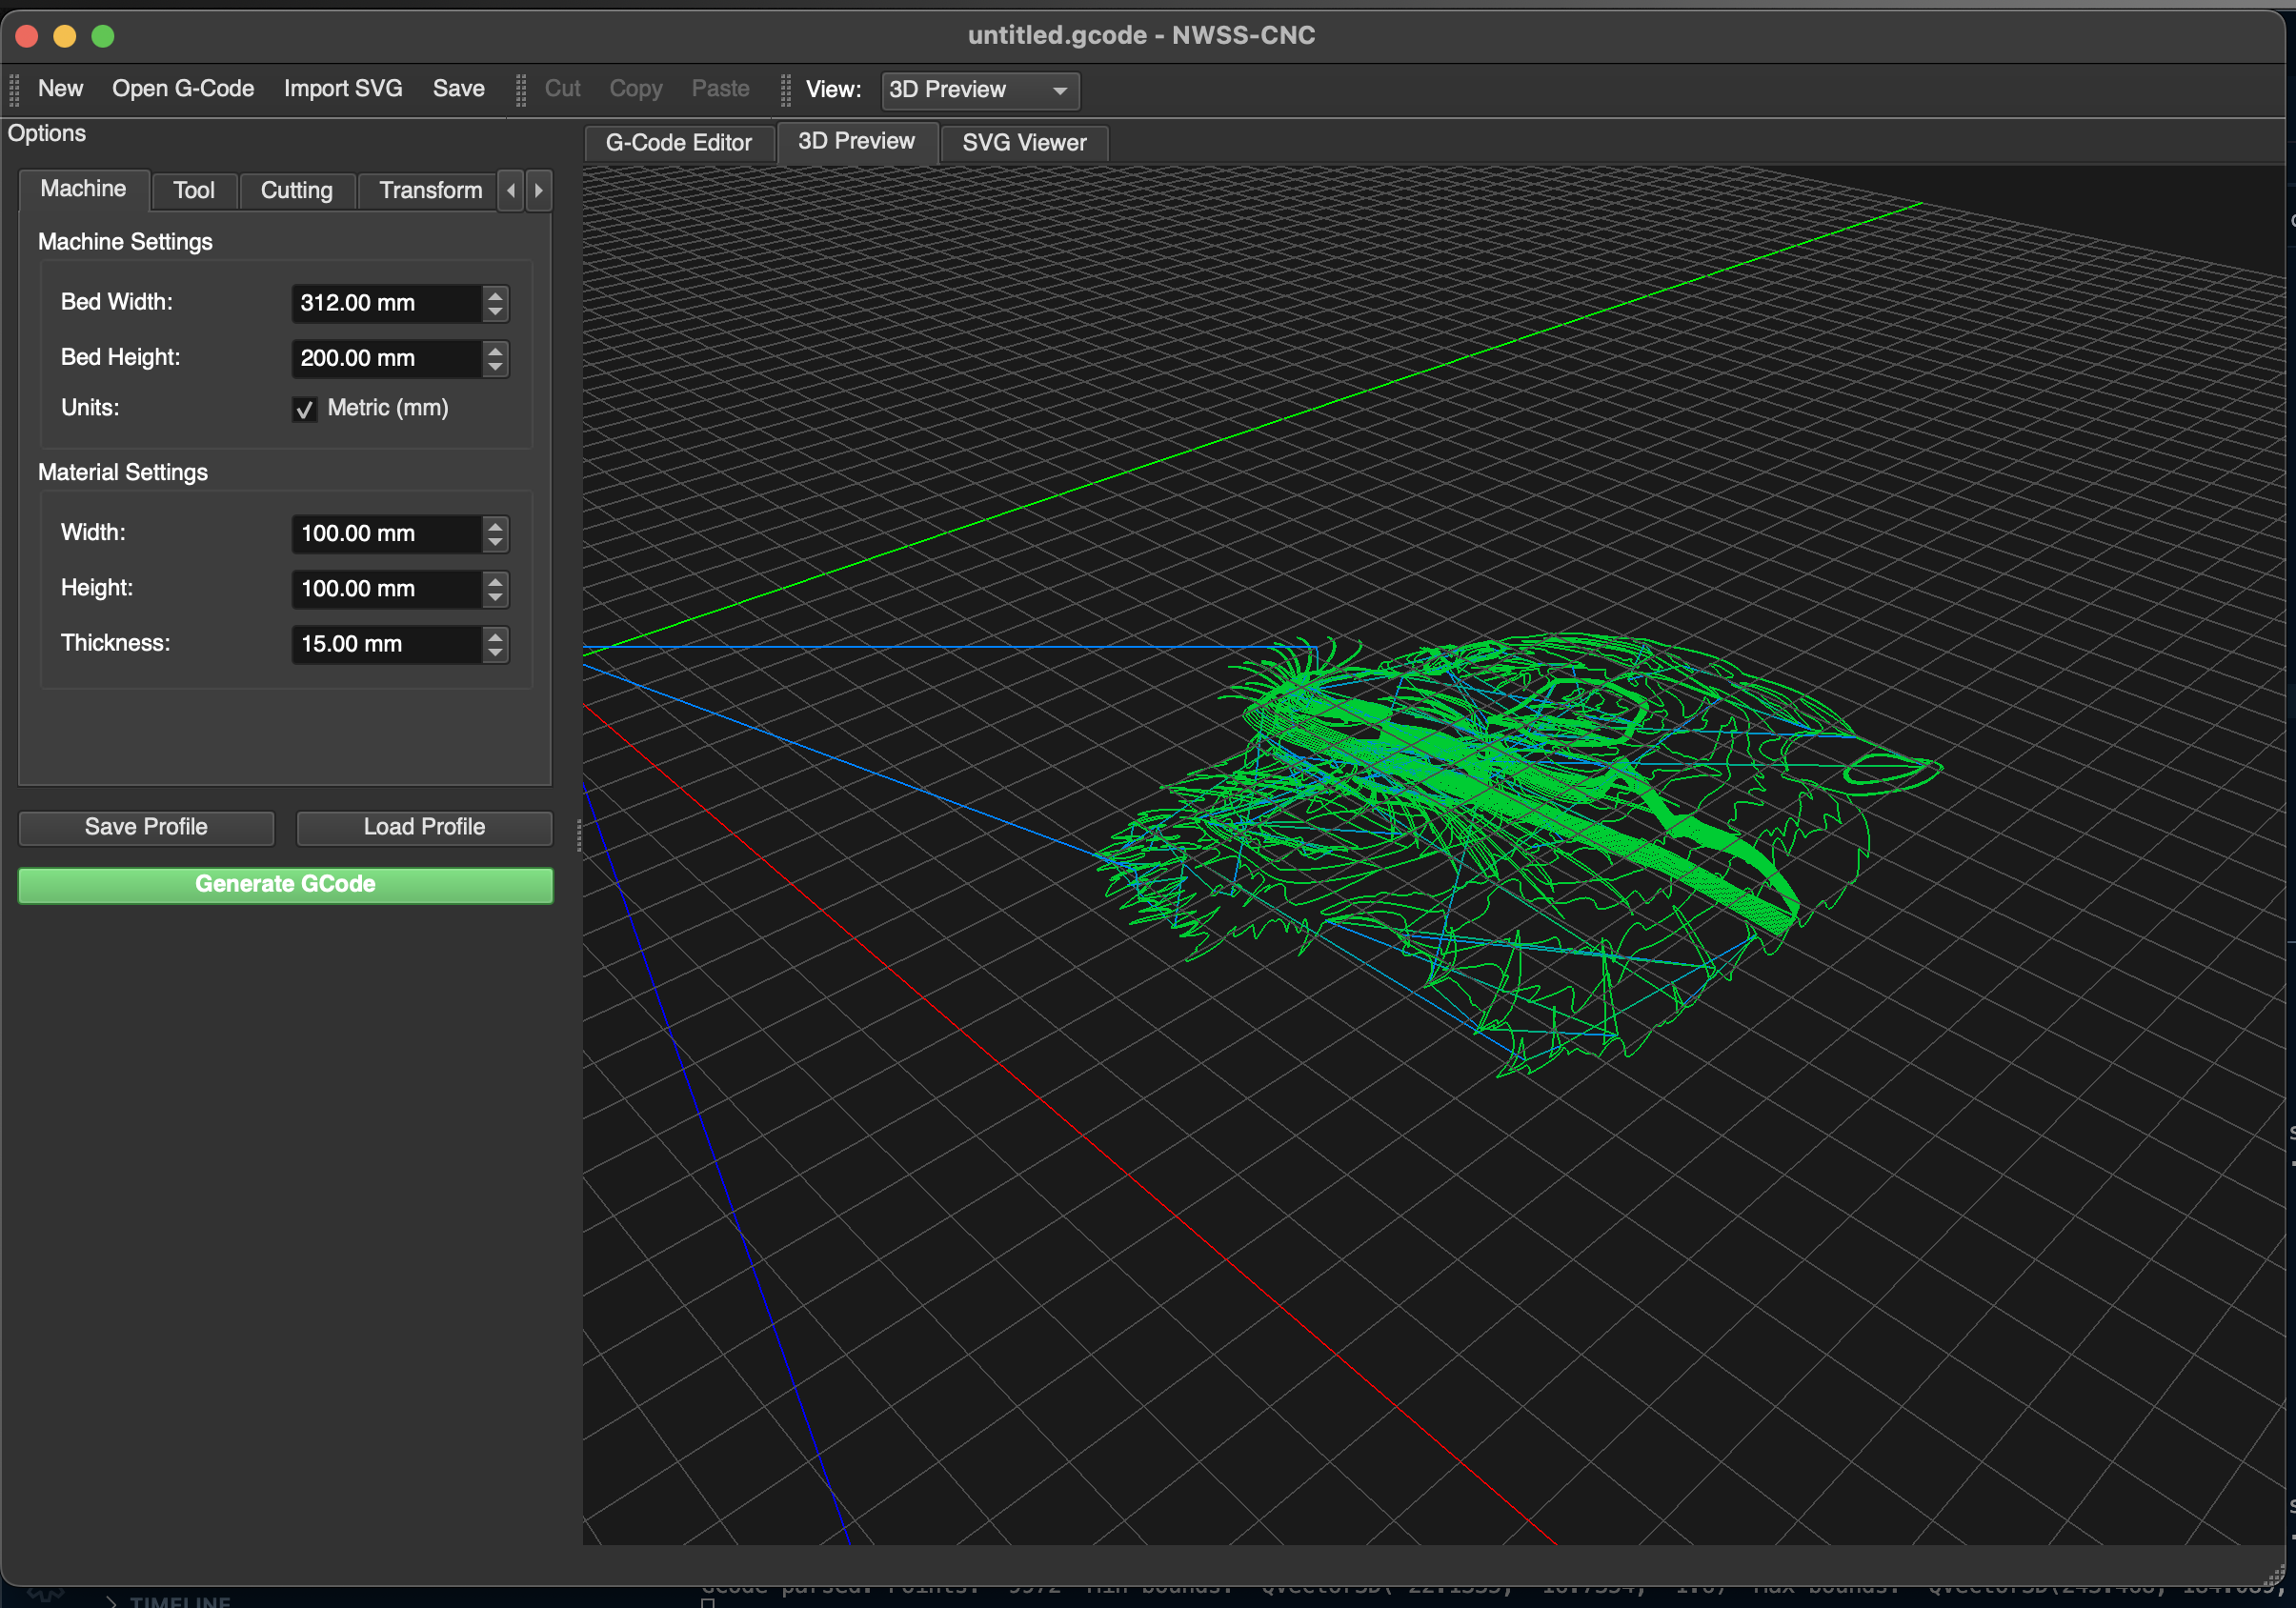 untitled.gcode - NWSS-CNC
New Open G-Code Import SVG Save Cut Copy Paste View: 3D Preview
Options
G-Code Editor 3D Preview SVG Viewer
Machine Tool Cutting Transform
Machine Settings
Bed Width: 312.00 mm
Bed Height: 200.00 mm
Units: Metric (mm)
Material Settings
Width: 100.00 mm
Height: 100.00 mm
Thickness: 15.00 mm
Save Profile Load Profile
Generate GCode
TIMELINE